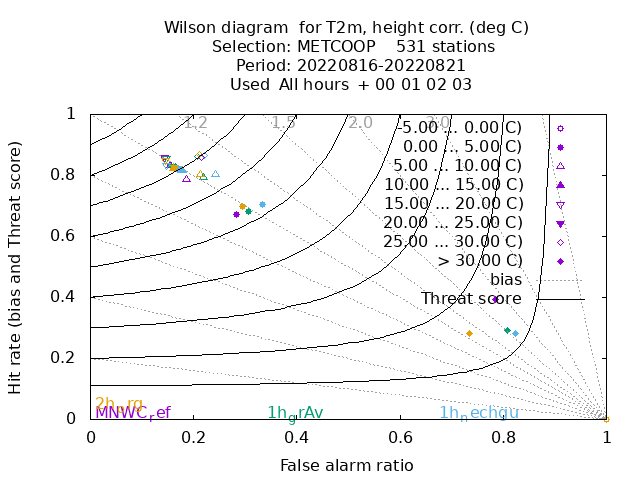 Wilson diagram  for T2m, height corr. (deg C)
Selection: METCOOP    531 stations
Period: 20220816-20220821
Used  All hours  + 00 01 02 03
Hit rate (bias and Threat score)
1
0.8
0.6
0.4
0.2
0
1.2 1.5 2.0 3.0
-5.00 ... 0.00 C)
0.00 ... 5.00 C)
5.00 ... 10.00 C)
10.00 ... 15.00 C)
15.00 ... 20.00 C)
20.00 ... 25.00 C)
25.00 ... 30.00 C)
> 30.00 C)
bias
Threat score
MNWC_ref 1h_grAv
0 0.2 0.4 0.6 0.8 1
False alarm ratio